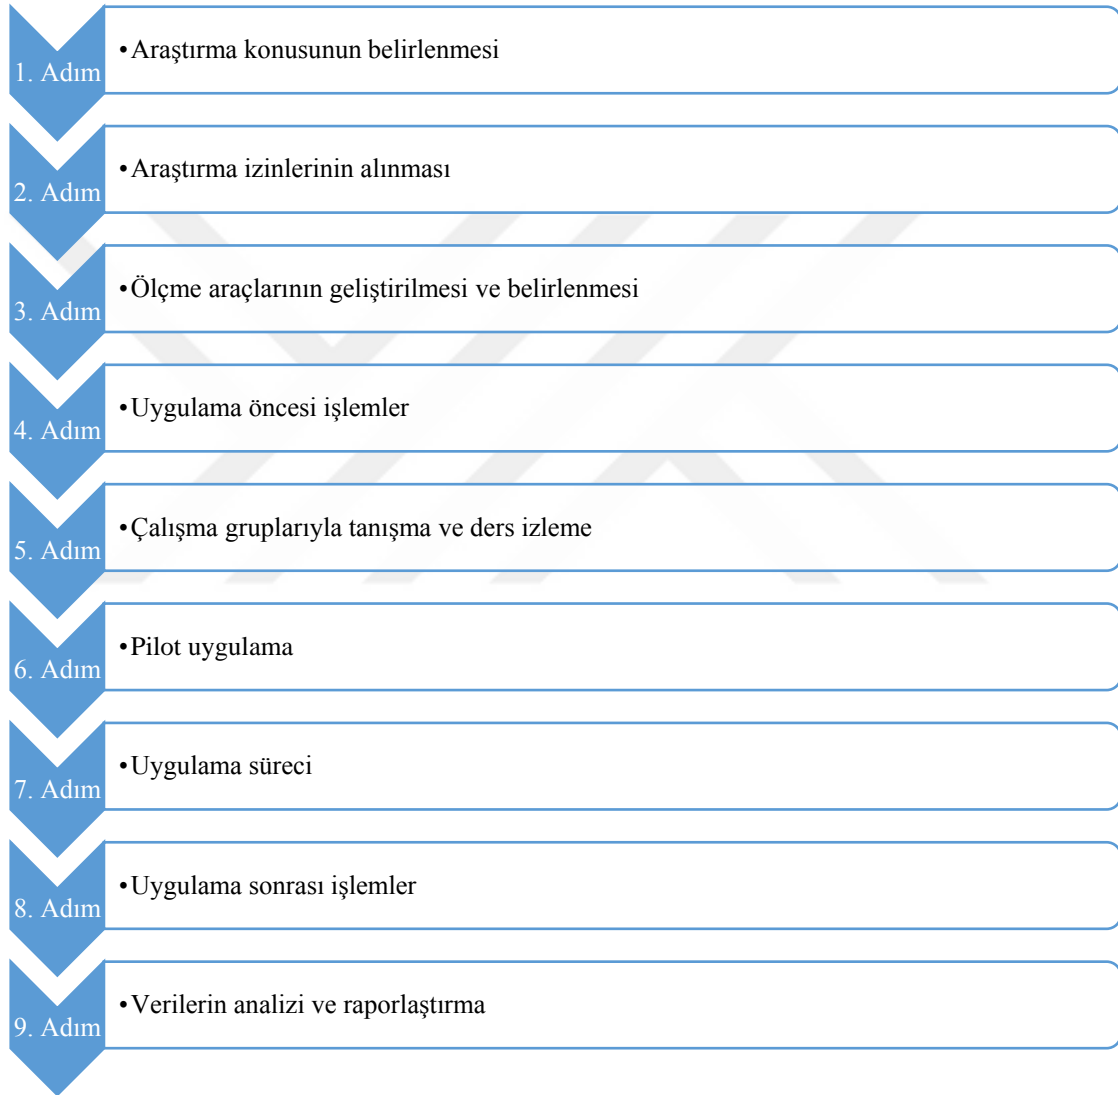 1. Adım
•Araştırma konusunun belirlenmesi
2. Adım
•Araştırma izinlerinin alınması
3. Adım
•Ölçme araçlarının geliştirilmesi ve belirlenmesi
4. Adım
•Uygulama öncesi işlemler
5. Adım
•Çalışma gruplarıyla tanışma ve ders izleme
6. Adım
•Pilot uygulama
7. Adım
•Uygulama süreci
8. Adım
•Uygulama sonrası işlemler
9. Adım
•Verilerin analizi ve raporlaştırma